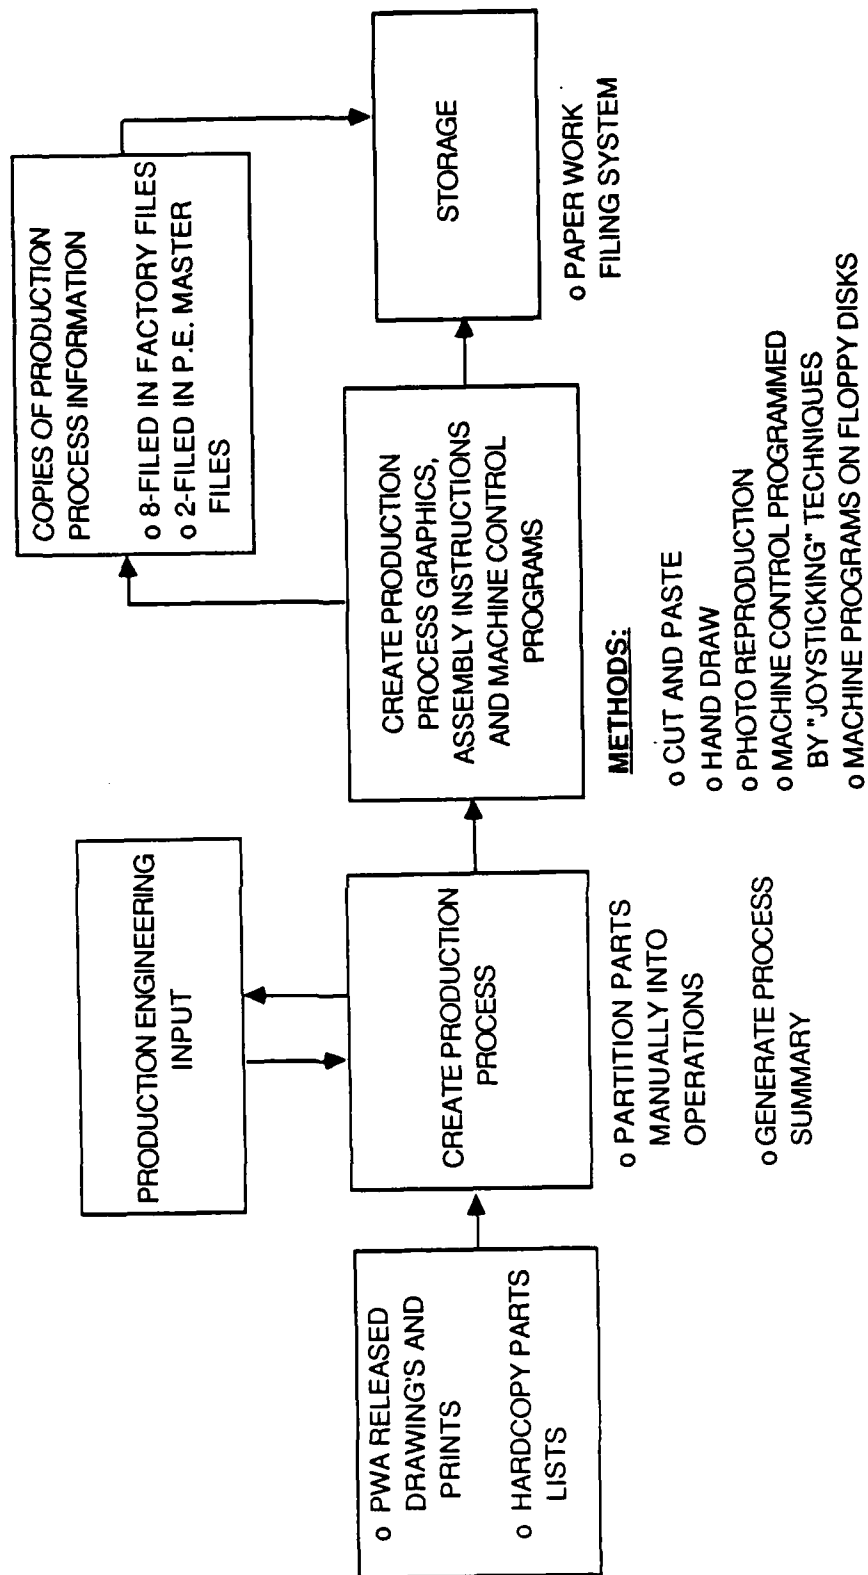 o PWA RELEASED
DRAWING'S AND
PRINTS
o HARDCOPY PARTS
LISTS
PRODUCTION ENGINEERING
INPUT
CREATE PRODUCTION
PROCESS
o PARTITION PARTS
MANUALLY INTO
OPERATIONS
o GENERATE PROCESS
SUMMARY
CREATE PRODUCTION
PROCESS GRAPHICS,
ASSEMBLY INSTRUCTIONS
AND MACHINE CONTROL
PROGRAMS
METHODS:
o CUT AND PASTE
o HAND DRAW
o PHOTO REPRODUCTION
o MACHINE CONTROL PROGRAMMED
BY "JOYSTICKING" TECHNIQUES
o MACHINE PROGRAMS ON FLOPPY DISKS
COPIES OF PRODUCTION
PROCESS INFORMATION
o 8-FILED IN FACTORY FILES
o 2-FILED IN P.E. MASTER
FILES
STORAGE
o PAPER WORK
FILING SYSTEM